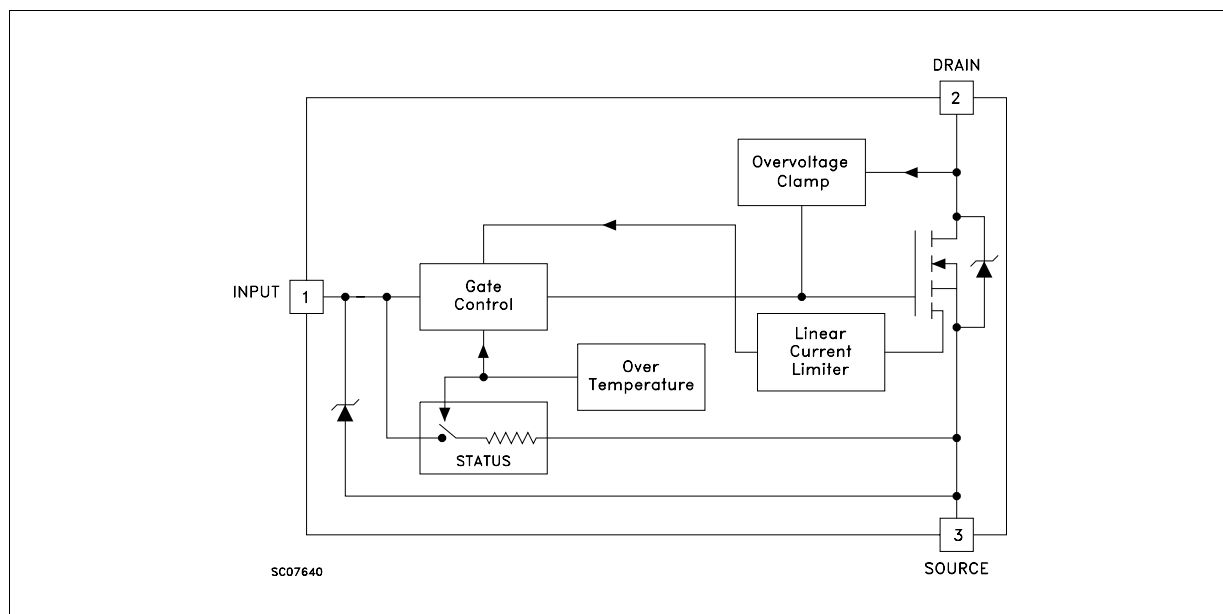 DRAIN
2
Overvoltage
Clamp
INPUT
1
Gate
Control
Linear
Current
Limiter
Over
Temperature
STATUS
3
SOURCE
SC07640